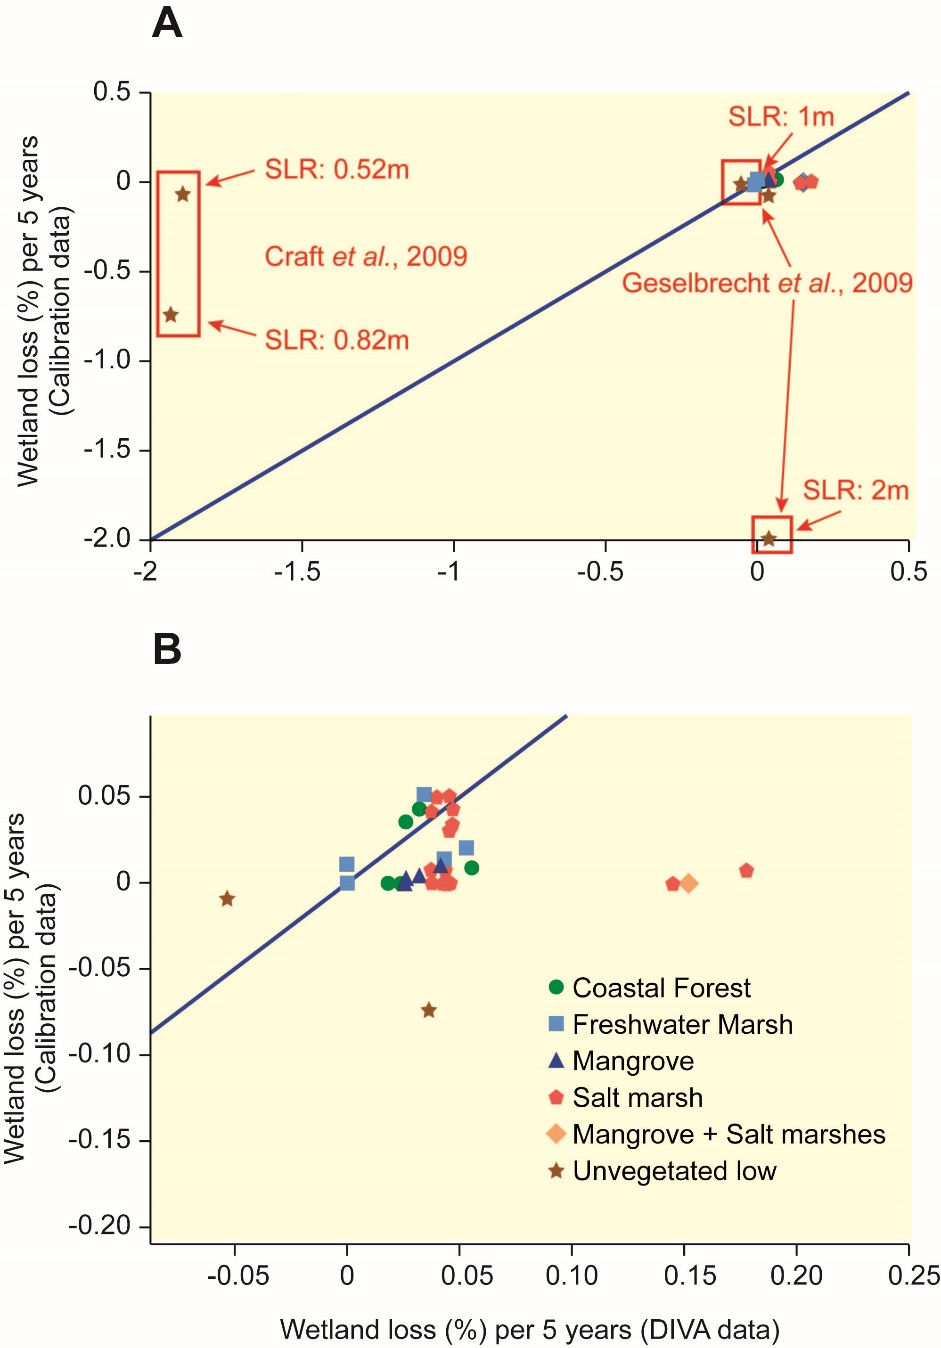 A
Wetland loss (%) per 5 years
(Calibration data)
0.5
0
-0.5
-1.0
-1.5
-2.0
SLR: 1m
SLR: 0.52m
Craft et al., 2009
Geselbrecht et al., 2009
SLR: 0.82m
SLR: 2m
-2
-1.5
-1
-0.5
0
0.5
B
Wetland loss (%) per 5 years
(Calibration data)
0.05
0
-0.05
-0.10
-0.15
-0.20
Coastal Forest
Freshwater Marsh
Mangrove
Salt marsh
Mangrove + Salt marshes
Unvegetated low
-0.05
0
0.05
0.10
0.15
0.20
0.25
Wetland loss (%) per 5 years (DIVA data)